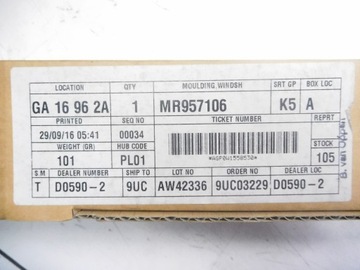 LOCATION QTY MOULDING, WINDSH SRT GP BOX LOC
GA 16 96 2A 1 MR957106 K5 A
PRINTED SEQ NO TICKET NUMBER REPRT
29/09/16 05:41 00034
WEIGHT (GR) HUB CODE STOCK
101 PL01 105
S.M DEALER NUMBER SHIP TO LOT NO ORDER NO DEALER LOC
T D0590-2 9UC AW42336 9UC03229 D0590-2
B. van Oppen